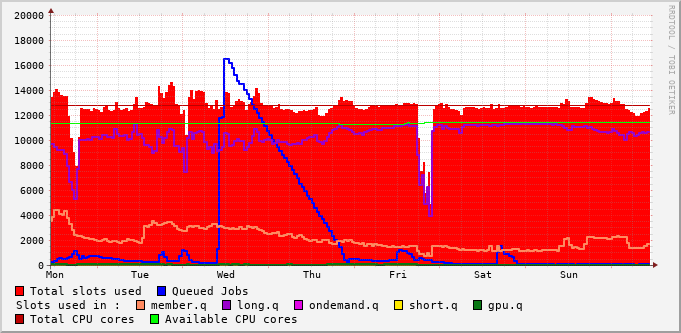 20000
18000
16000
14000
12000
10000
8000
6000
4000
2000
0
Mon Tue Wed Thu Fri Sat Sun
RRDTOOL / TOBI OETIKER
Total slots used Queued Jobs
Slots used in : member.q long.q ondemand.q short.q gpu.q
Total CPU cores Available CPU cores